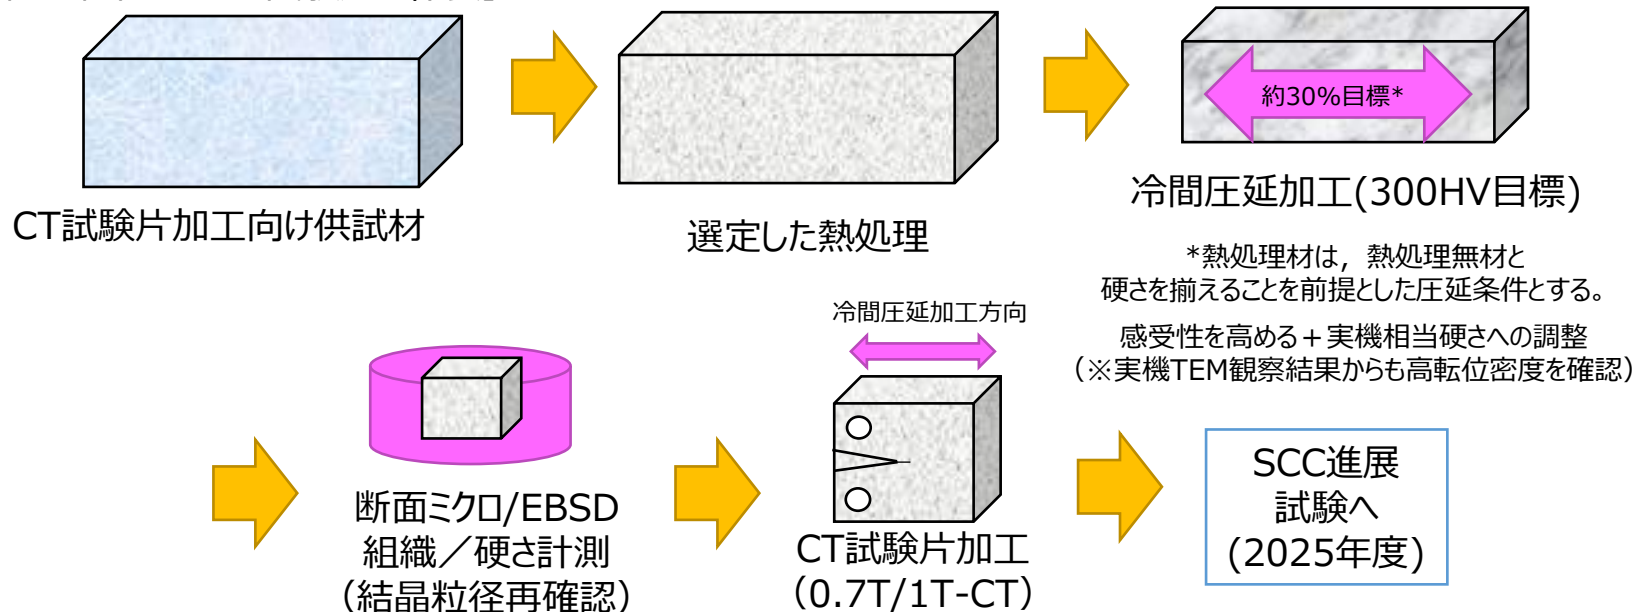 約30%目標*
CT試験片加工向け供試材
選定した熱処理
冷間圧延加工(300HV目標)
*熱処理材は，熱処理無材と
硬さを揃えることを前提とした圧延条件とする。
感受性を高める＋実機相当硬さへの調整
（※実機TEM観察結果からも高転位密度を確認）
冷間圧延加工方向
断面ミクロ/EBSD
組織／硬さ計測
（結晶粒径再確認）
CT試験片加工
（0.7T/1T-CT）
SCC進展
試験へ
(2025年度)